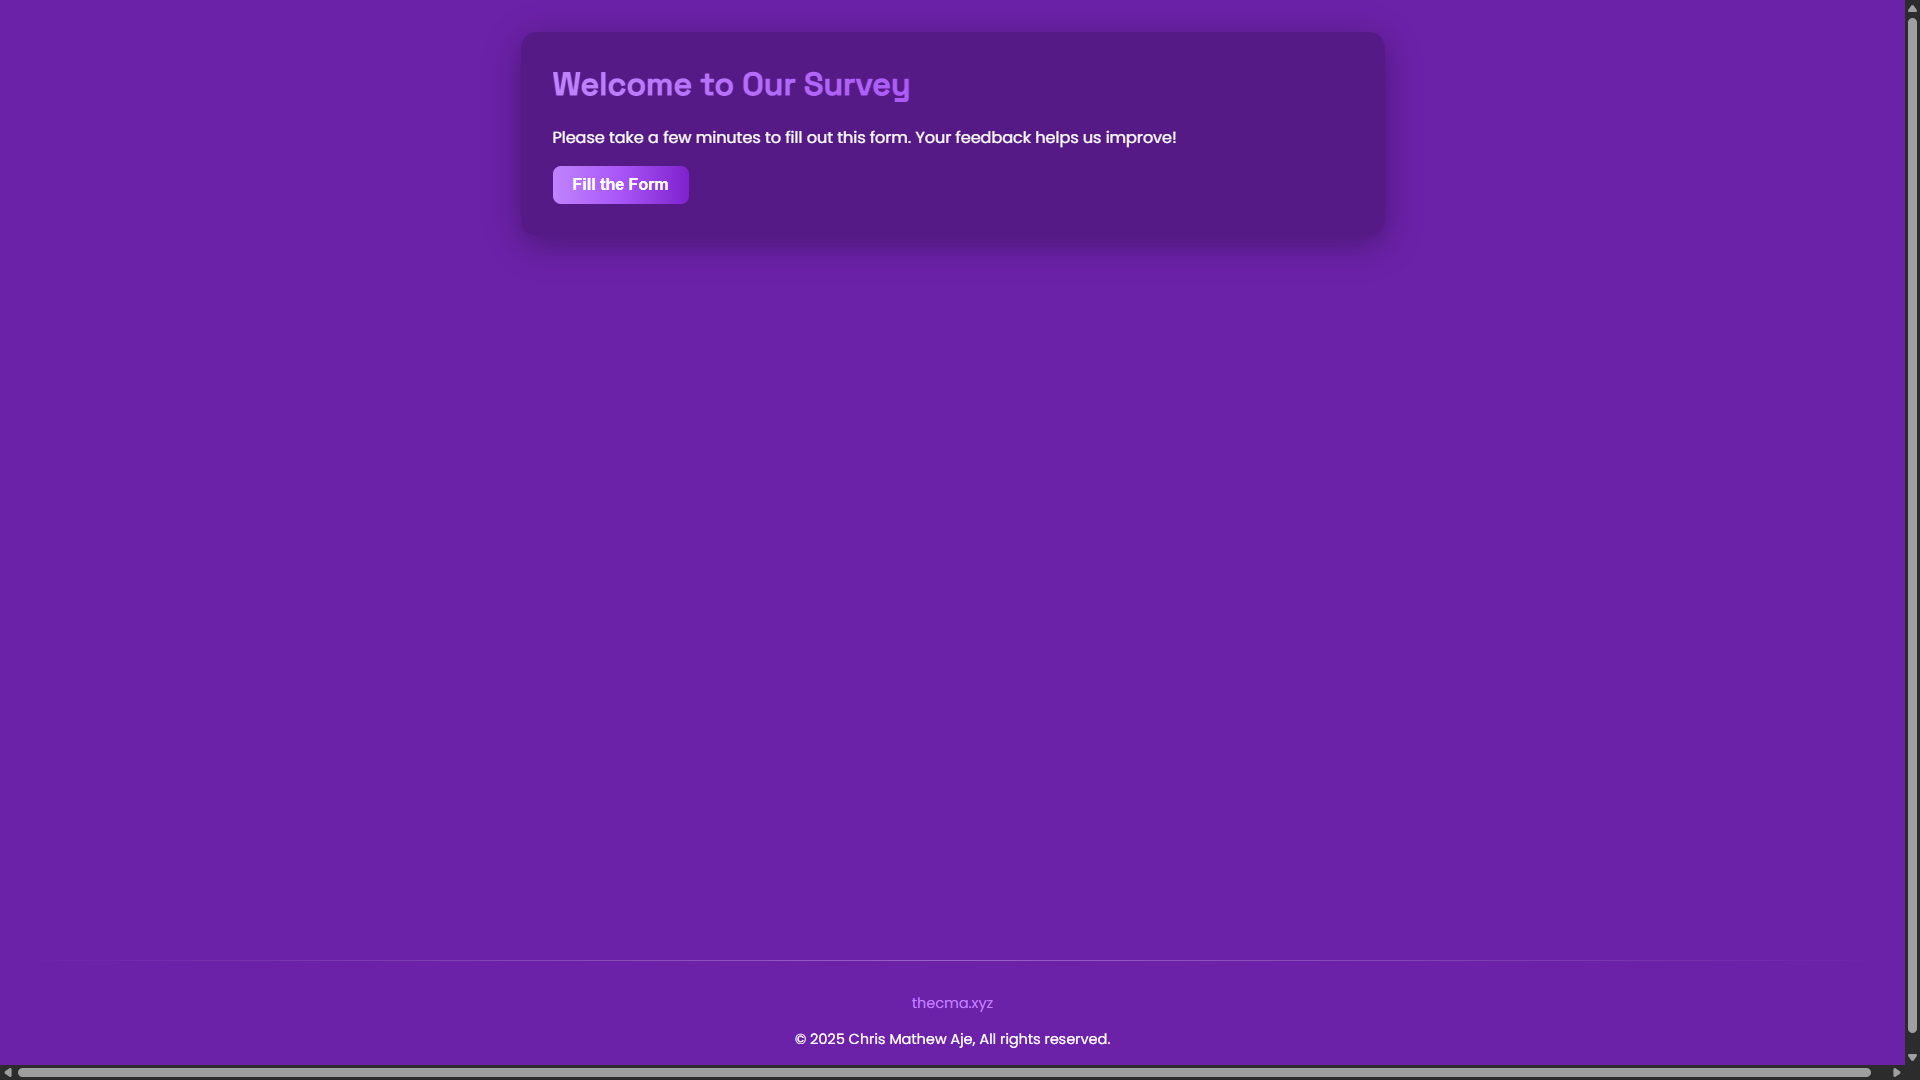 Welcome to Our Survey
Please take a few minutes to fill out this form. Your feedback helps us improve!
Fill the Form
thecma.xyz
© 2025 Chris Mathew Aje, All rights reserved.